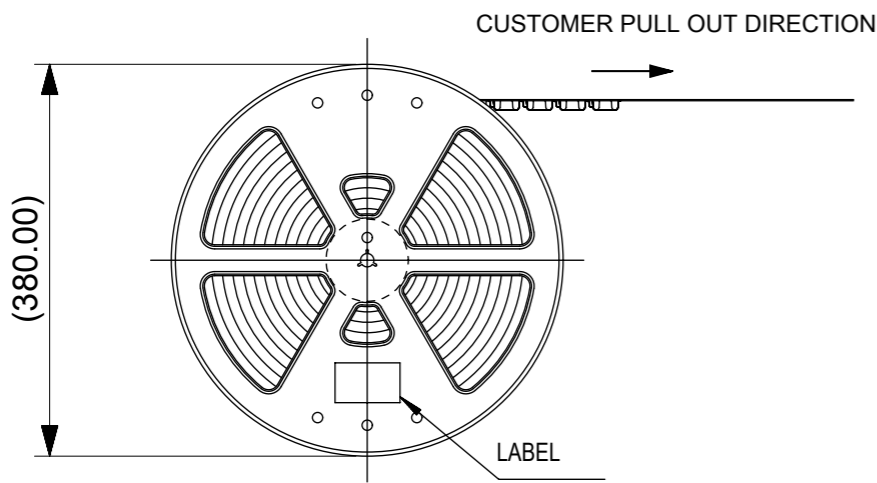 CUSTOMER PULL OUT DIRECTION
(380.00)
LABEL